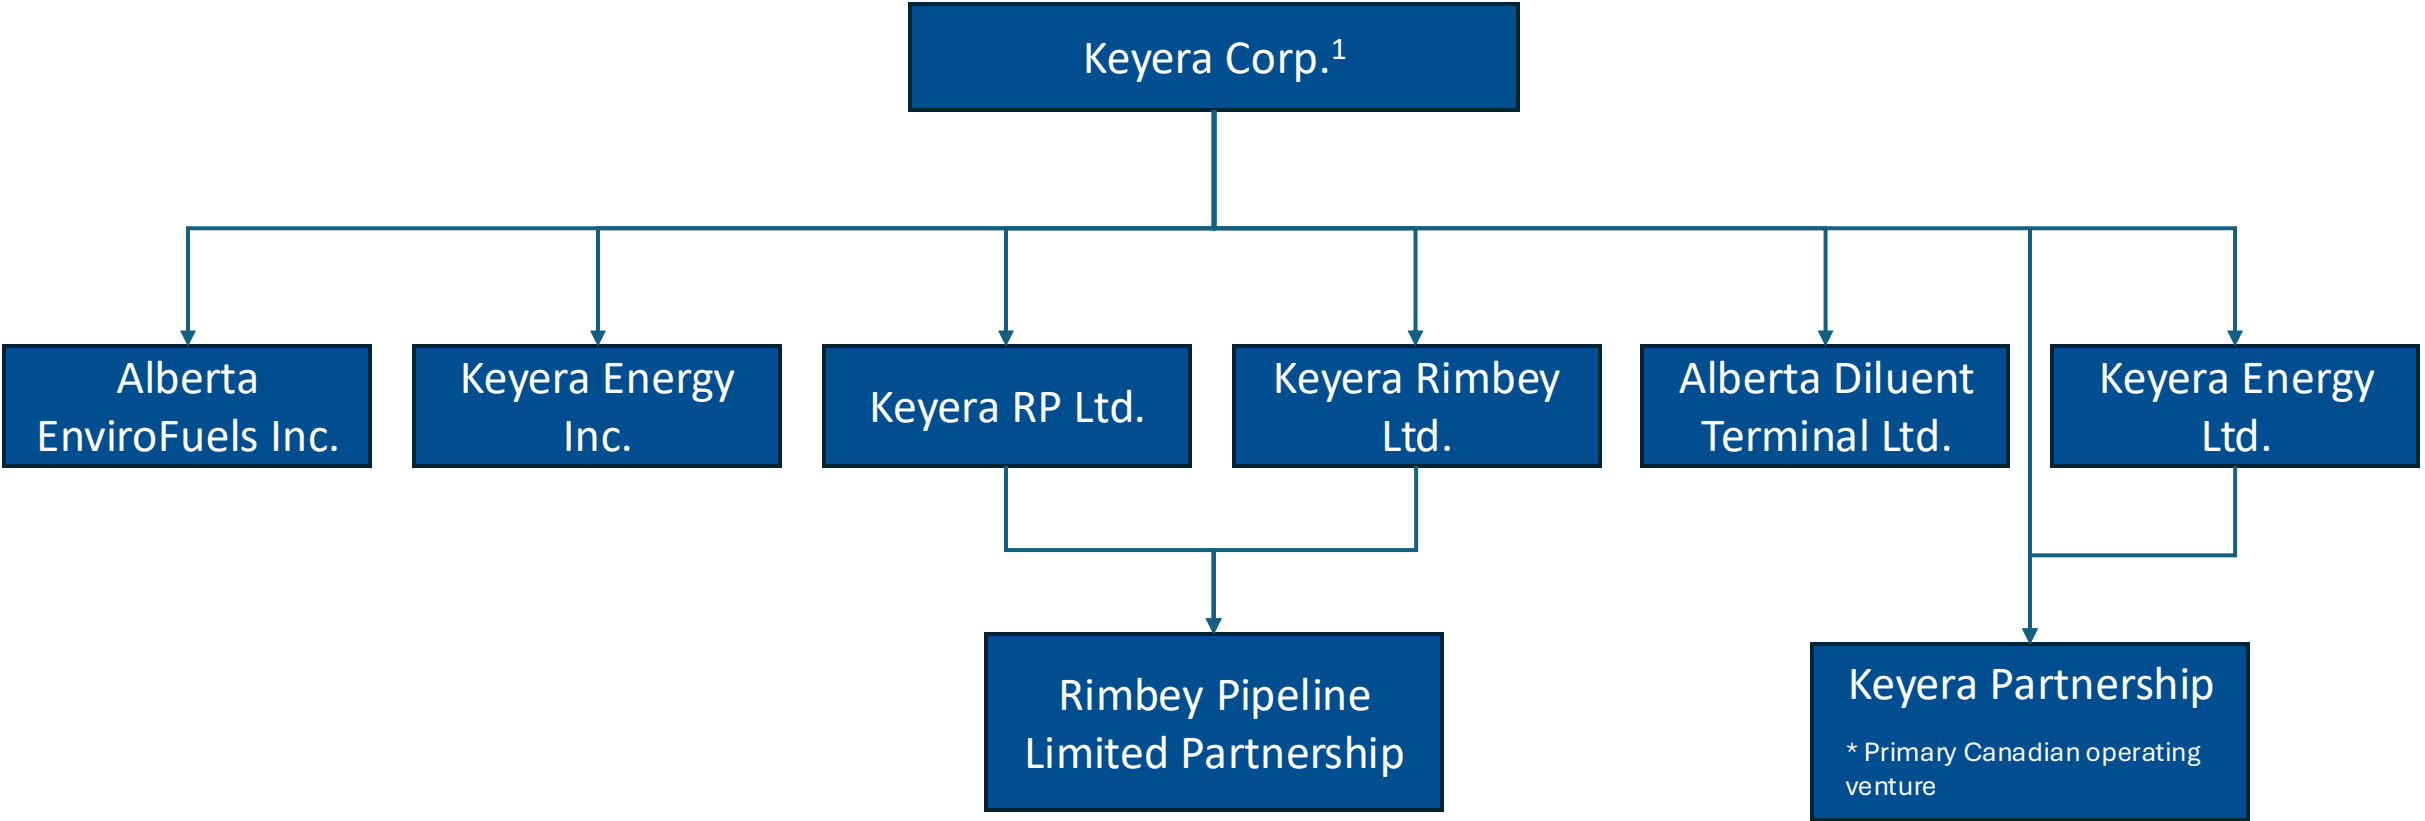 Keyera Corp.¹
Alberta
EnviroFuels Inc.
Keyera Energy
Inc.
Keyera RP Ltd.
Keyera Rimbey
Ltd.
Alberta Diluent
Terminal Ltd.
Keyera Energy
Ltd.
Rimbey Pipeline
Limited Partnership
Keyera Partnership
* Primary Canadian operating
venture